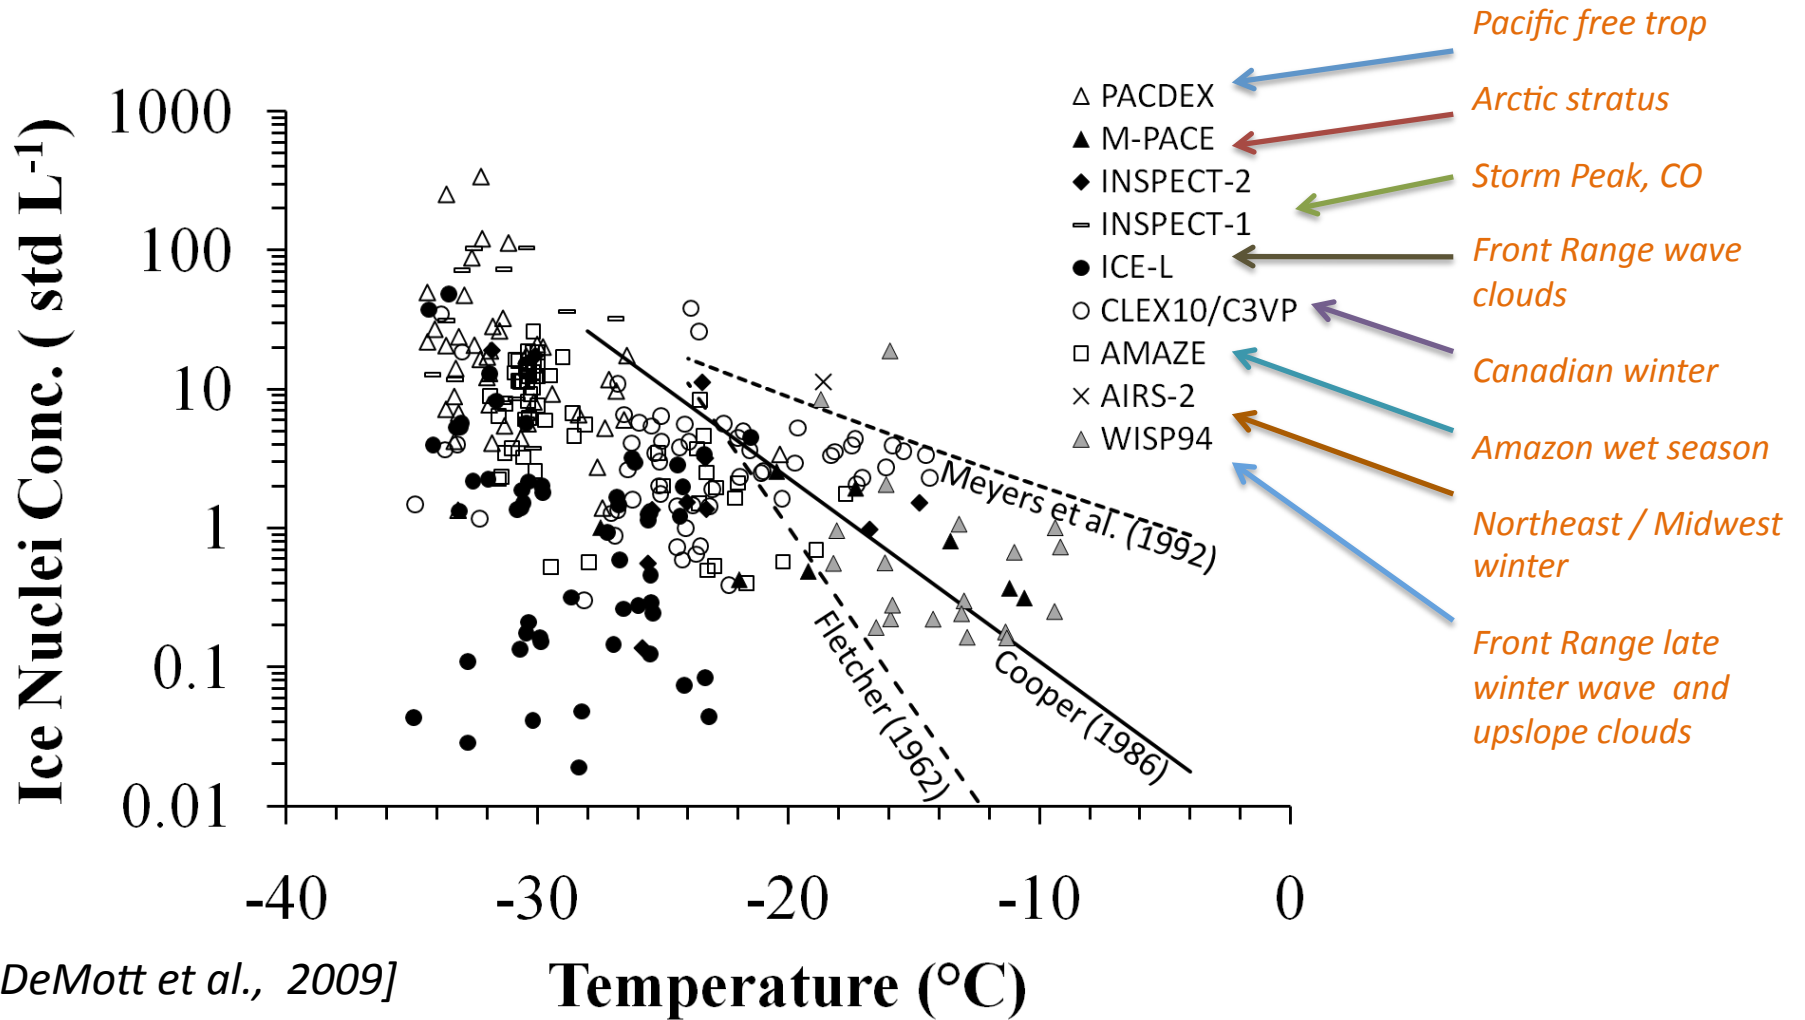 Pacific free trop
Arctic stratus
Storm Peak, CO
Front Range wave
clouds
Canadian winter
Amazon wet season
Northeast / Midwest
winter
Front Range late
winter wave and
upslope clouds
PACDEX
M-PACE
INSPECT-2
INSPECT-1
ICE-L
CLEX10/C3VP
AMAZE
AIRS-2
WISP94
Ice Nuclei Conc. ( std L-1)
1000
100
10
1
0.1
0.01
Meyers et al. (1992)
Cooper (1986)
Fletcher (1962)
-40
-30
-20
-10
0
Temperature (°C)
DeMott et al., 2009]